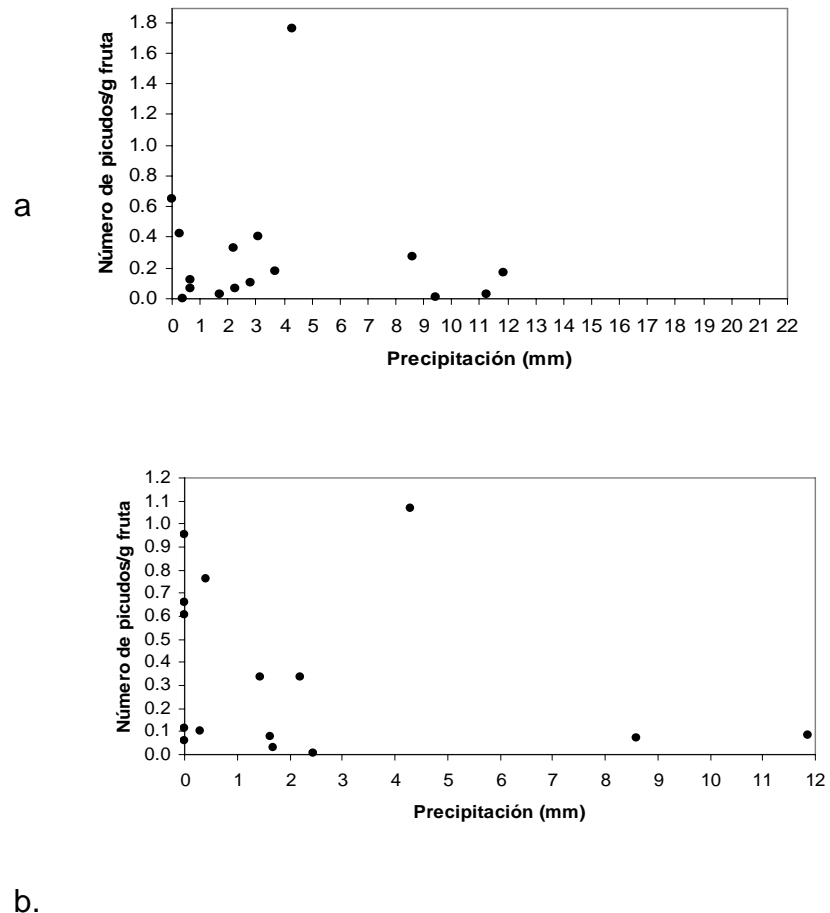 Número de picudos/g fruta
1.8
1.6
1.4
1.2
1.0
0.8
0.6
0.4
0.2
0.0
a
0 1 2 3 4 5 6 7 8 9 10 11 12 13 14 15 16 17 18 19 20 21 22
Precipitación (mm)
Número de picudos/g fruta
1.2
1.1
1.0
0.9
0.8
0.7
0.6
0.5
0.4
0.3
0.2
0.1
0.0
0 1 2 3 4 5 6 7 8 9 10 11 12
Precipitación (mm)
b.